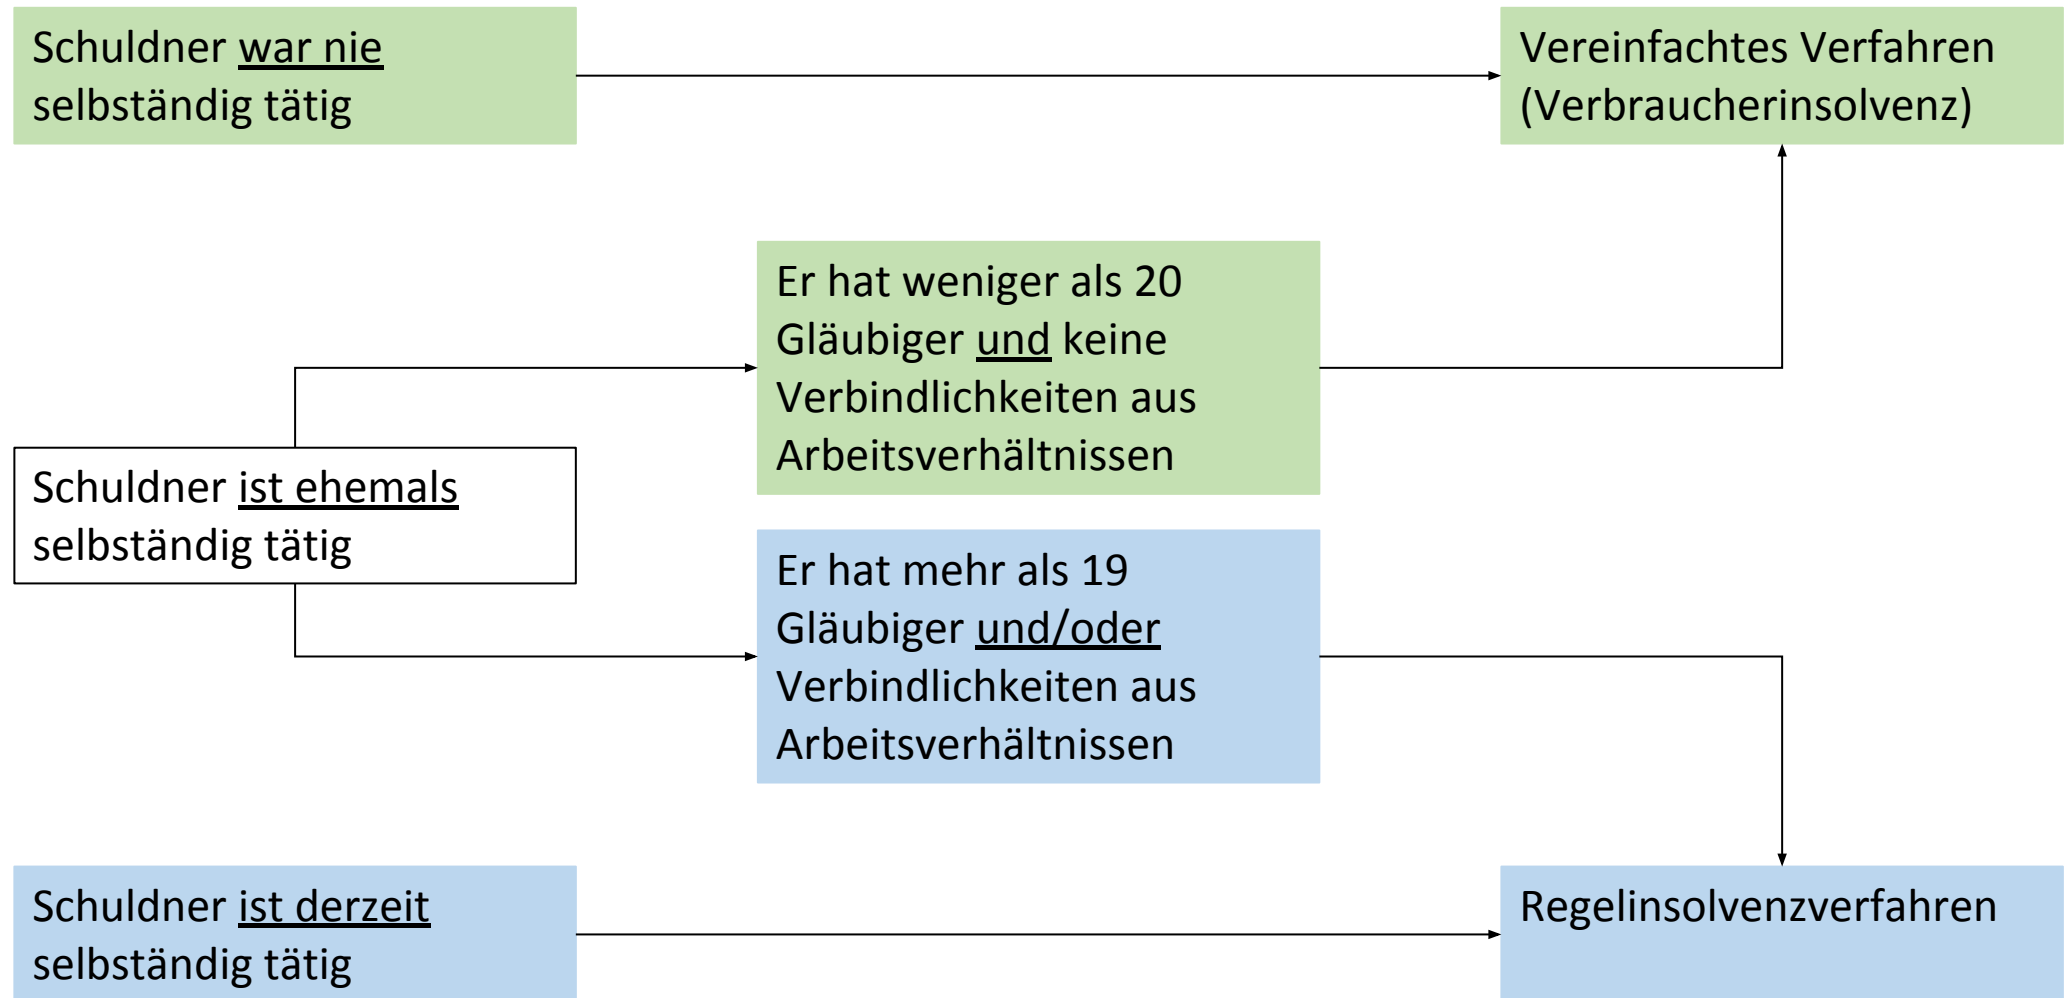 Schuldner war nie
selbständig tätig
Vereinfachtes Verfahren
(Verbraucherinsolvenz)
Er hat weniger als 20
Gläubiger und keine
Verbindlichkeiten aus
Arbeitsverhältnissen
Schuldner ist ehemals
selbständig tätig
Er hat mehr als 19
Gläubiger und/oder
Verbindlichkeiten aus
Arbeitsverhältnissen
Schuldner ist derzeit
selbständig tätig
Regelinsolvenzverfahren